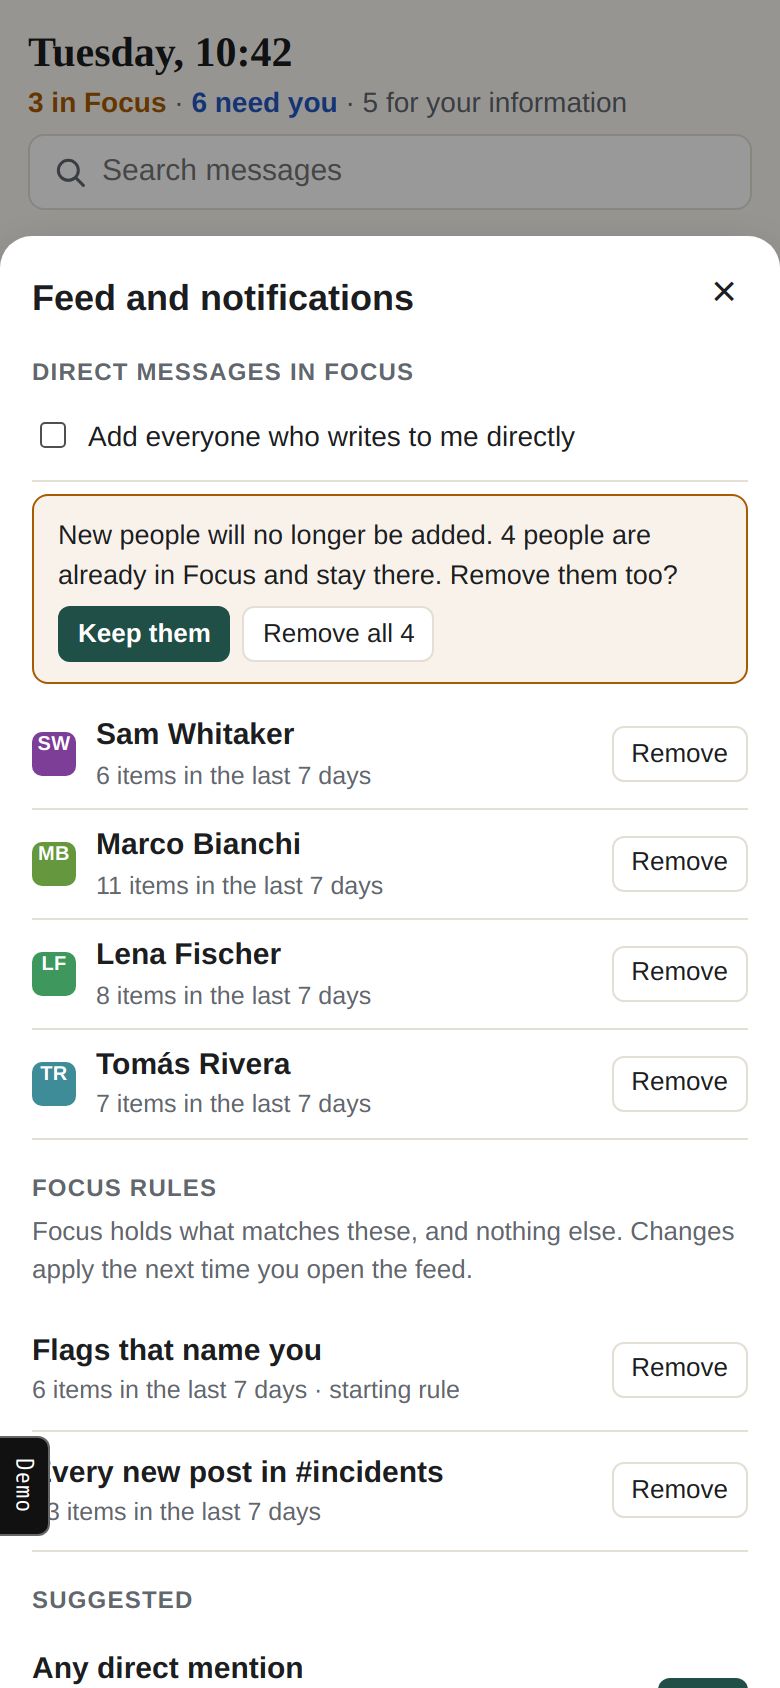 Tuesday, 10:42
3 in Focus · 6 need you · 5 for your information
Search messages
Feed and notifications
✕
DIRECT MESSAGES IN FOCUS
Add everyone who writes to me directly
New people will no longer be added. 4 people are
already in Focus and stay there. Remove them too?
Keep them
Remove all 4
SW
Sam Whitaker
6 items in the last 7 days
Remove
MB
Marco Bianchi
11 items in the last 7 days
Remove
LF
Lena Fischer
8 items in the last 7 days
Remove
TR
Tomás Rivera
7 items in the last 7 days
Remove
FOCUS RULES
Focus holds what matches these, and nothing else. Changes
apply the next time you open the feed.
Flags that name you
6 items in the last 7 days · starting rule
Remove
Demo
Every new post in #incidents
3 items in the last 7 days
Remove
SUGGESTED
Any direct mention